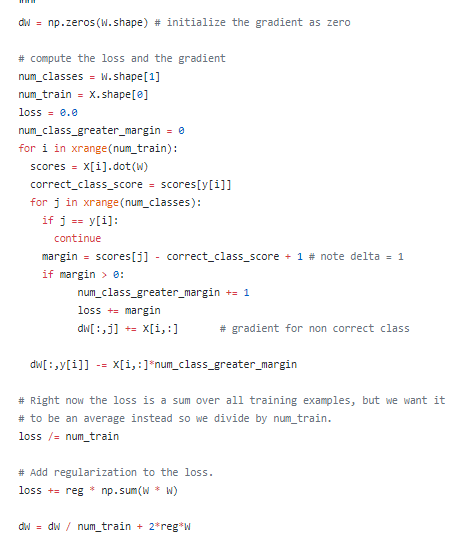 dW = np.zeros(W.shape) # initialize the gradient as zero
# compute the loss and the gradient
num_classes = W.shape[1]
num_train = X.shape[0]
loss = 0.0
num_class_greater_margin = 0
for i in xrange(num_train):
  scores = X[i].dot(W)
  correct_class_score = scores[y[i]]
  for j in xrange(num_classes):
    if j == y[i]:
      continue
    margin = scores[j] - correct_class_score + 1 # note delta = 1
    if margin > 0:
          num_class_greater_margin += 1
          loss += margin
          dW[:,j] += X[i,:]       # gradient for non correct class
  dW[:,y[i]] -= X[i,:]*num_class_greater_margin
# Right now the loss is a sum over all training examples, but we want it
# to be an average instead so we divide by num_train.
loss /= num_train
# Add regularization to the loss.
loss += reg * np.sum(W * W)
dW = dW / num_train + 2*reg*W